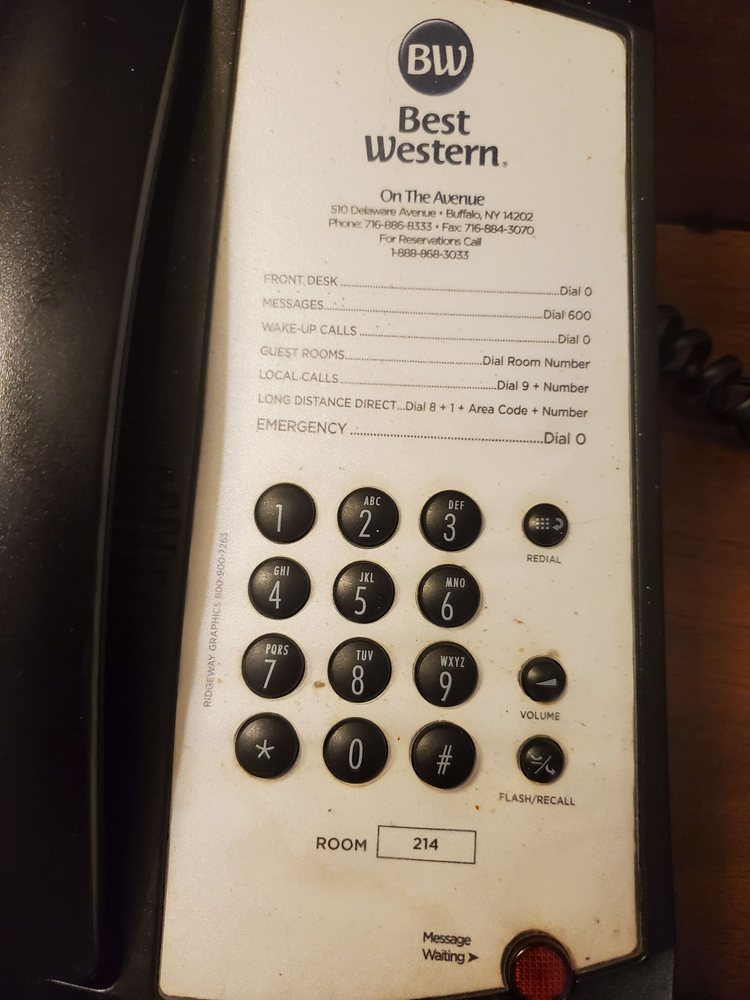 BW
Best
Western.
On The Avenue
510 Delaware Avenue • Buffalo, NY 14202
Phone: 716-886-8333 • Fax: 716-884-3070
For Reservations Call
1-888-868-3033
FRONT DESK......Dial 0
MESSAGES......Dial 600
WAKE-UP CALLS......Dial 0
GUEST ROOMS......Dial Room Number
LOCAL CALLS......Dial 9 + Number
LONG DISTANCE DIRECT...Dial 8 + 1 + Area Code + Number
EMERGENCY......Dial 0
1 ABC 2 DEF 3
REDIAL
GHI 4 JKL 5 MNO 6
PQRS 7 TUV 8 WXYZ 9
VOLUME
* 0 #
FLASH/RECALL
RIDGEWAY GRAPHICS 800-900-7263
ROOM 214
Message
Waiting ➤